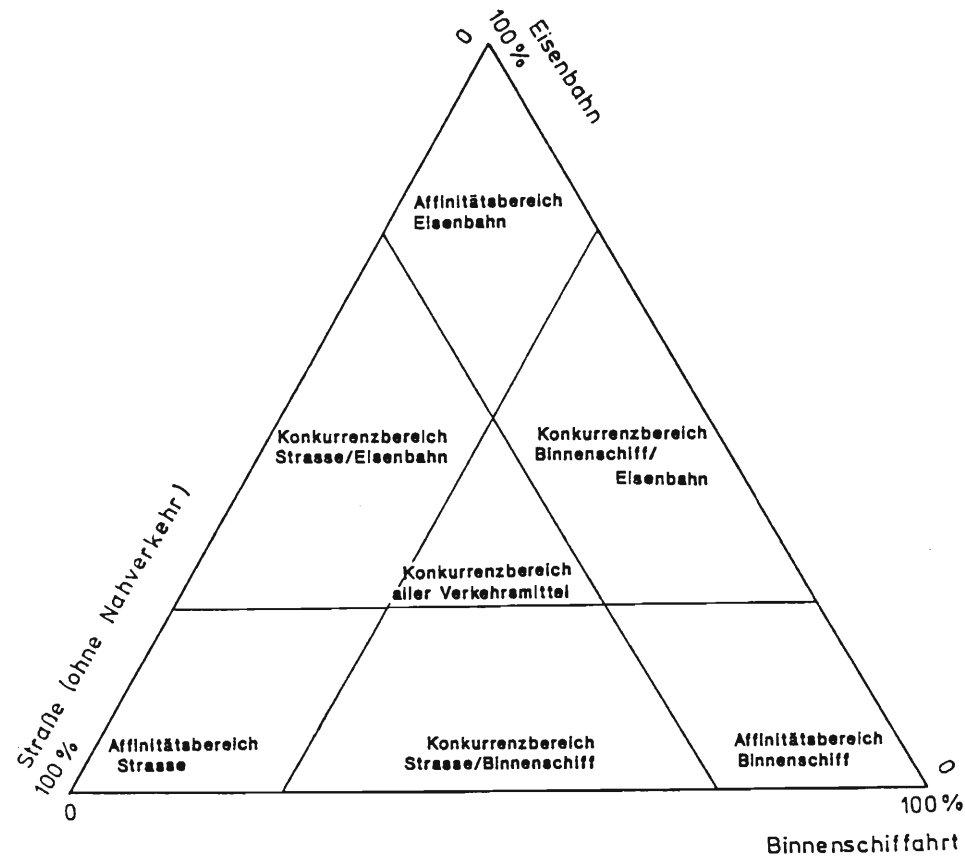 0
100%
Eisenbahn
Affinitätsbereich
Eisenbahn
Konkurrenzbereich
Strasse/Eisenbahn
Konkurrenzbereich
Binnenschiff/
Eisenbahn
Konkurrenzbereich
aller Verkehrsmittel
Straße (ohne Nahverkehr)
100%
0
Affinitätsbereich
Strasse
Konkurrenzbereich
Strasse/Binnenschiff
Affinitätsbereich
Binnenschiff
0
100%
Binnenschiffahrt